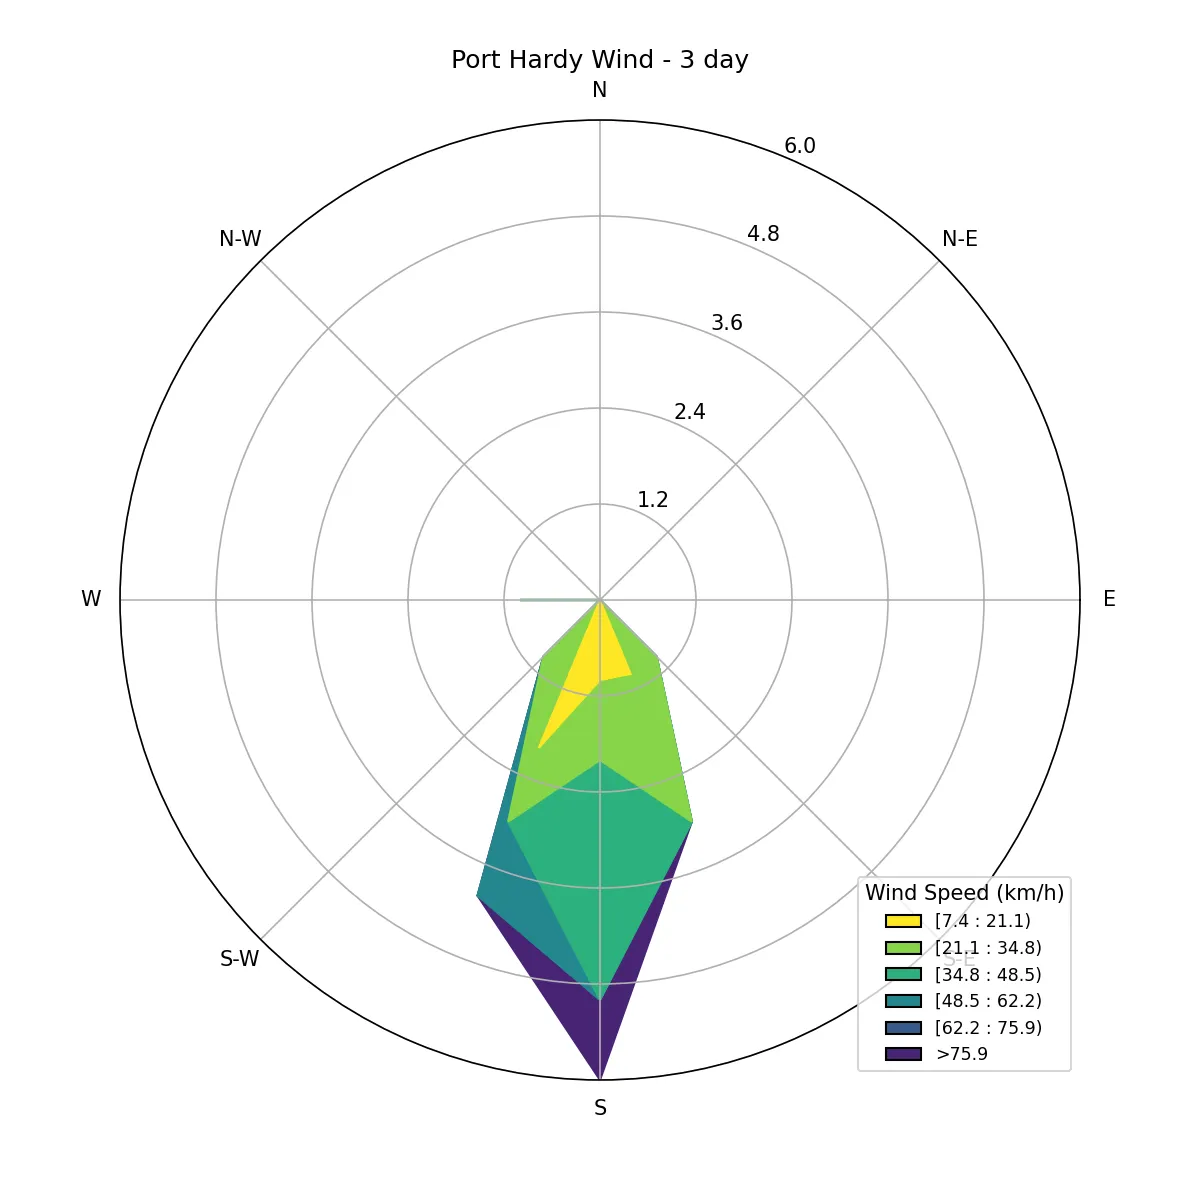 Port Hardy Wind - 3 day
N
6.0
N-W
4.8
N-E
3.6
2.4
1.2
W
E
S-W
S-E
Wind Speed (km/h)
[7.4 : 21.1)
[21.1 : 34.8)
[34.8 : 48.5)
[48.5 : 62.2)
[62.2 : 75.9)
>75.9
S